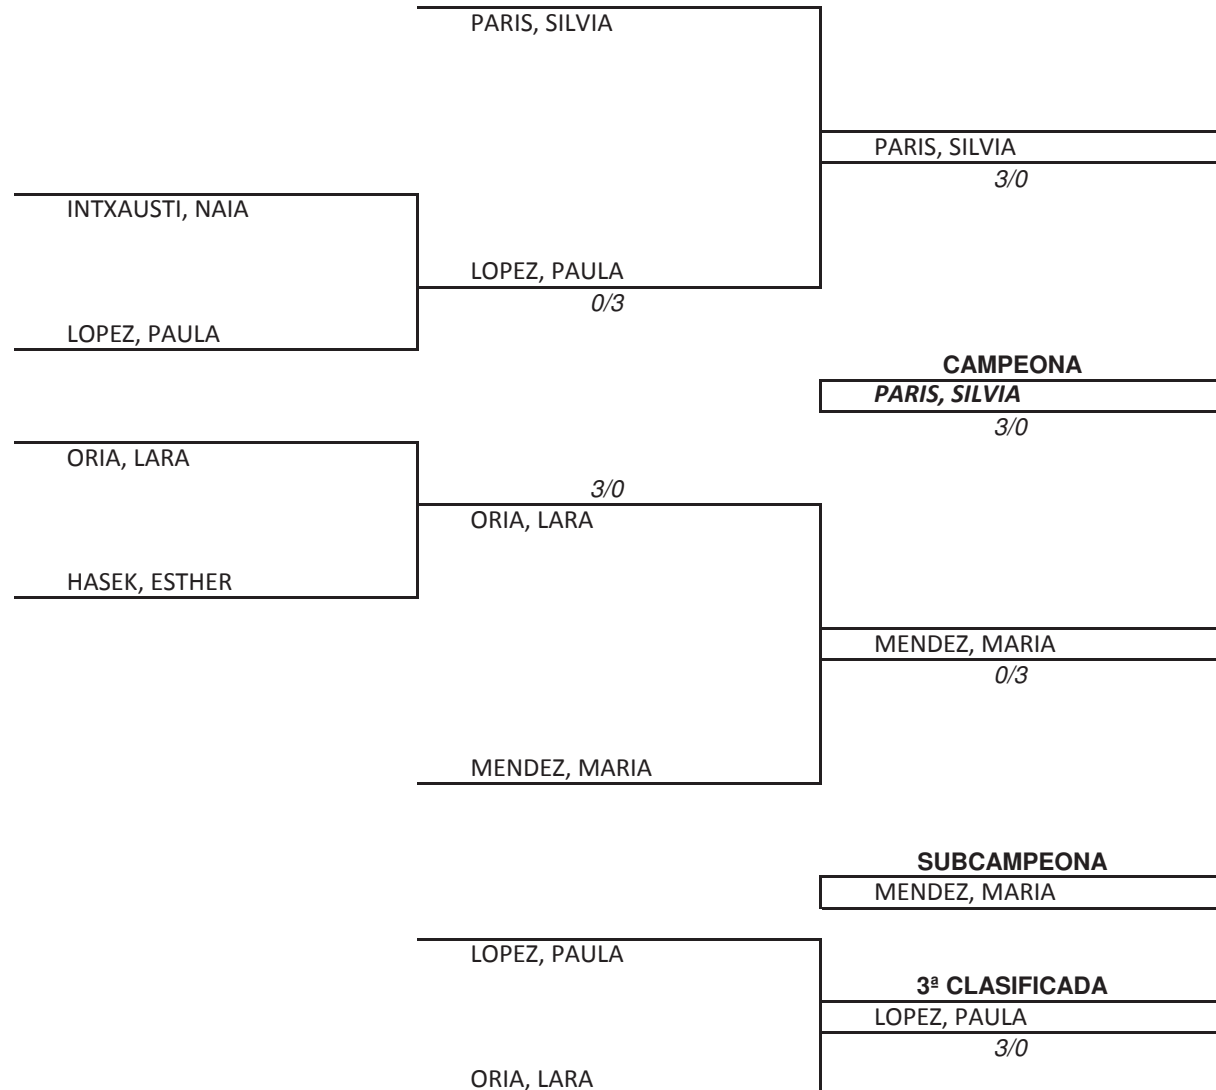 PARIS, SILVIA
PARIS, SILVIA
3/0
INTXAUSTI, NAIA
LOPEZ, PAULA
0/3
LOPEZ, PAULA
CAMPEONA
PARIS, SILVIA
3/0
ORIA, LARA
3/0
ORIA, LARA
HASEK, ESTHER
MENDEZ, MARIA
0/3
MENDEZ, MARIA
SUBCAMPEONA
MENDEZ, MARIA
LOPEZ, PAULA
3ª CLASIFICADA
LOPEZ, PAULA
3/0
ORIA, LARA